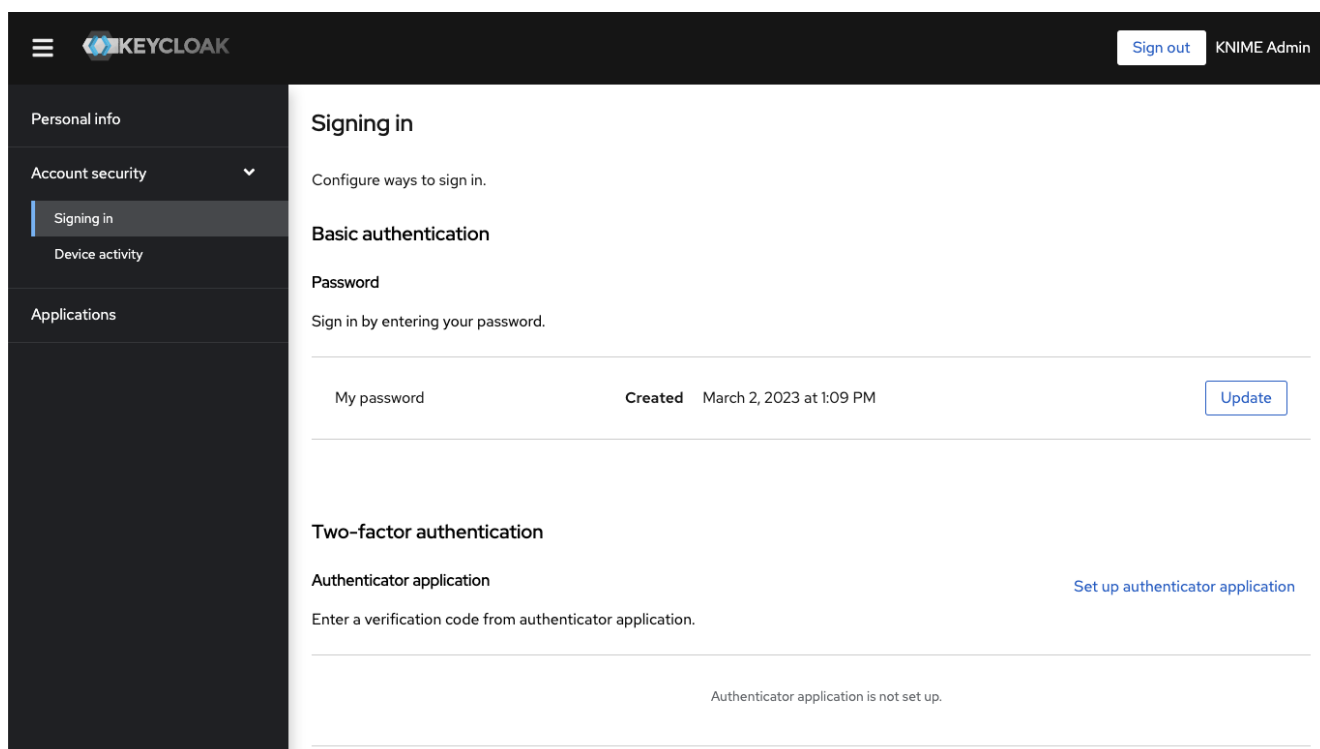 KEYCLOAK
Sign out
KNIME Admin
Personal info
Account security
Signing in
Device activity
Applications
Signing in
Configure ways to sign in.
Basic authentication
Password
Sign in by entering your password.
My password Created March 2, 2023 at 1:09 PM Update
Two-factor authentication
Authenticator application
Set up authenticator application
Enter a verification code from authenticator application.
Authenticator application is not set up.